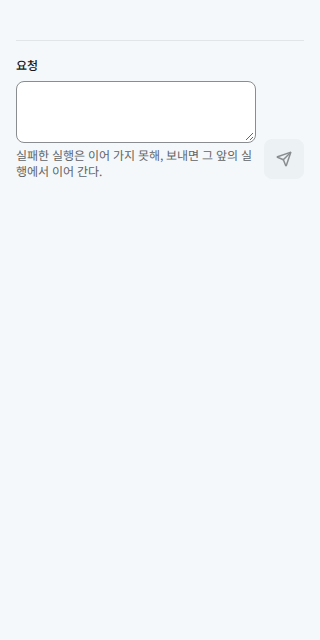 요청
실패한 실행은 이어 가지 못해, 보내면 그 앞의 실
행에서 이어 간다.